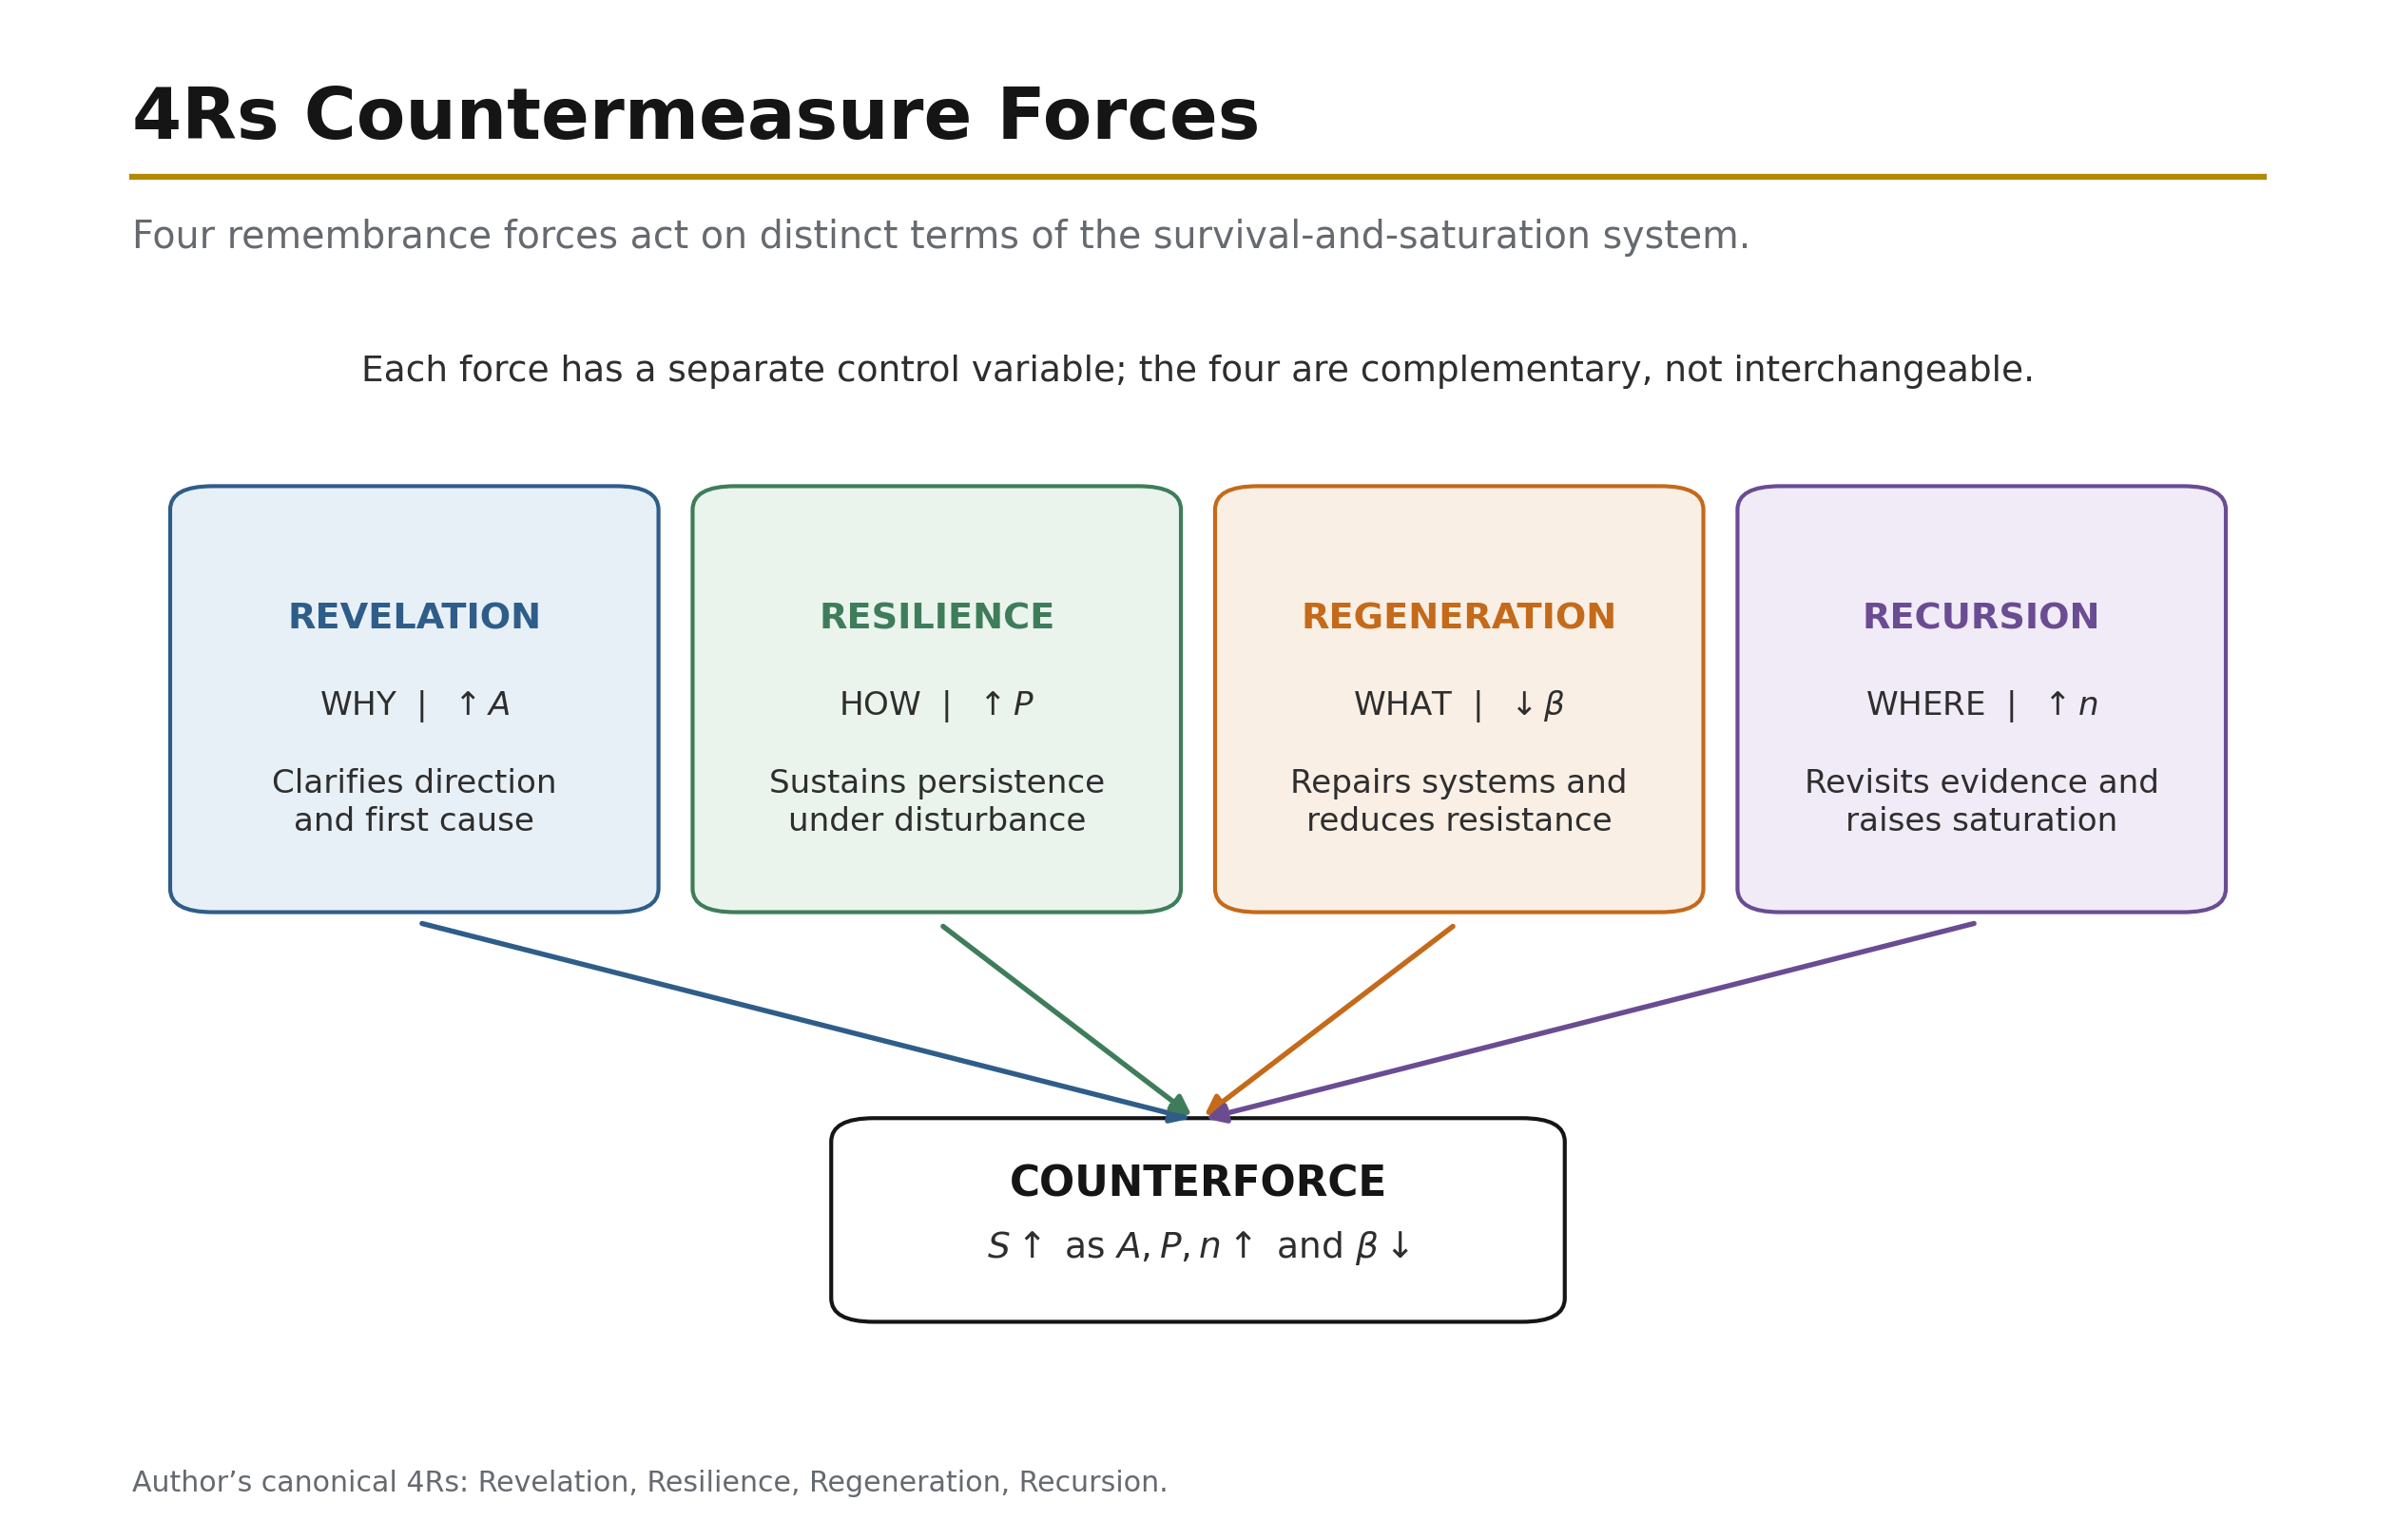 4Rs Countermeasure Forces
Four remembrance forces act on distinct terms of the survival-and-saturation system.
Each force has a separate control variable; the four are complementary, not interchangeable.
REVELATION
WHY | ↑ A
Clarifies direction
and first cause
RESILIENCE
HOW | ↑ P
Sustains persistence
under disturbance
REGENERATION
WHAT | ↓ β
Repairs systems and
reduces resistance
RECURSION
WHERE | ↑ n
Revisits evidence and
raises saturation
COUNTERFORCE
S ↑ as A, P, n ↑ and β ↓
Author’s canonical 4Rs: Revelation, Resilience, Regeneration, Recursion.